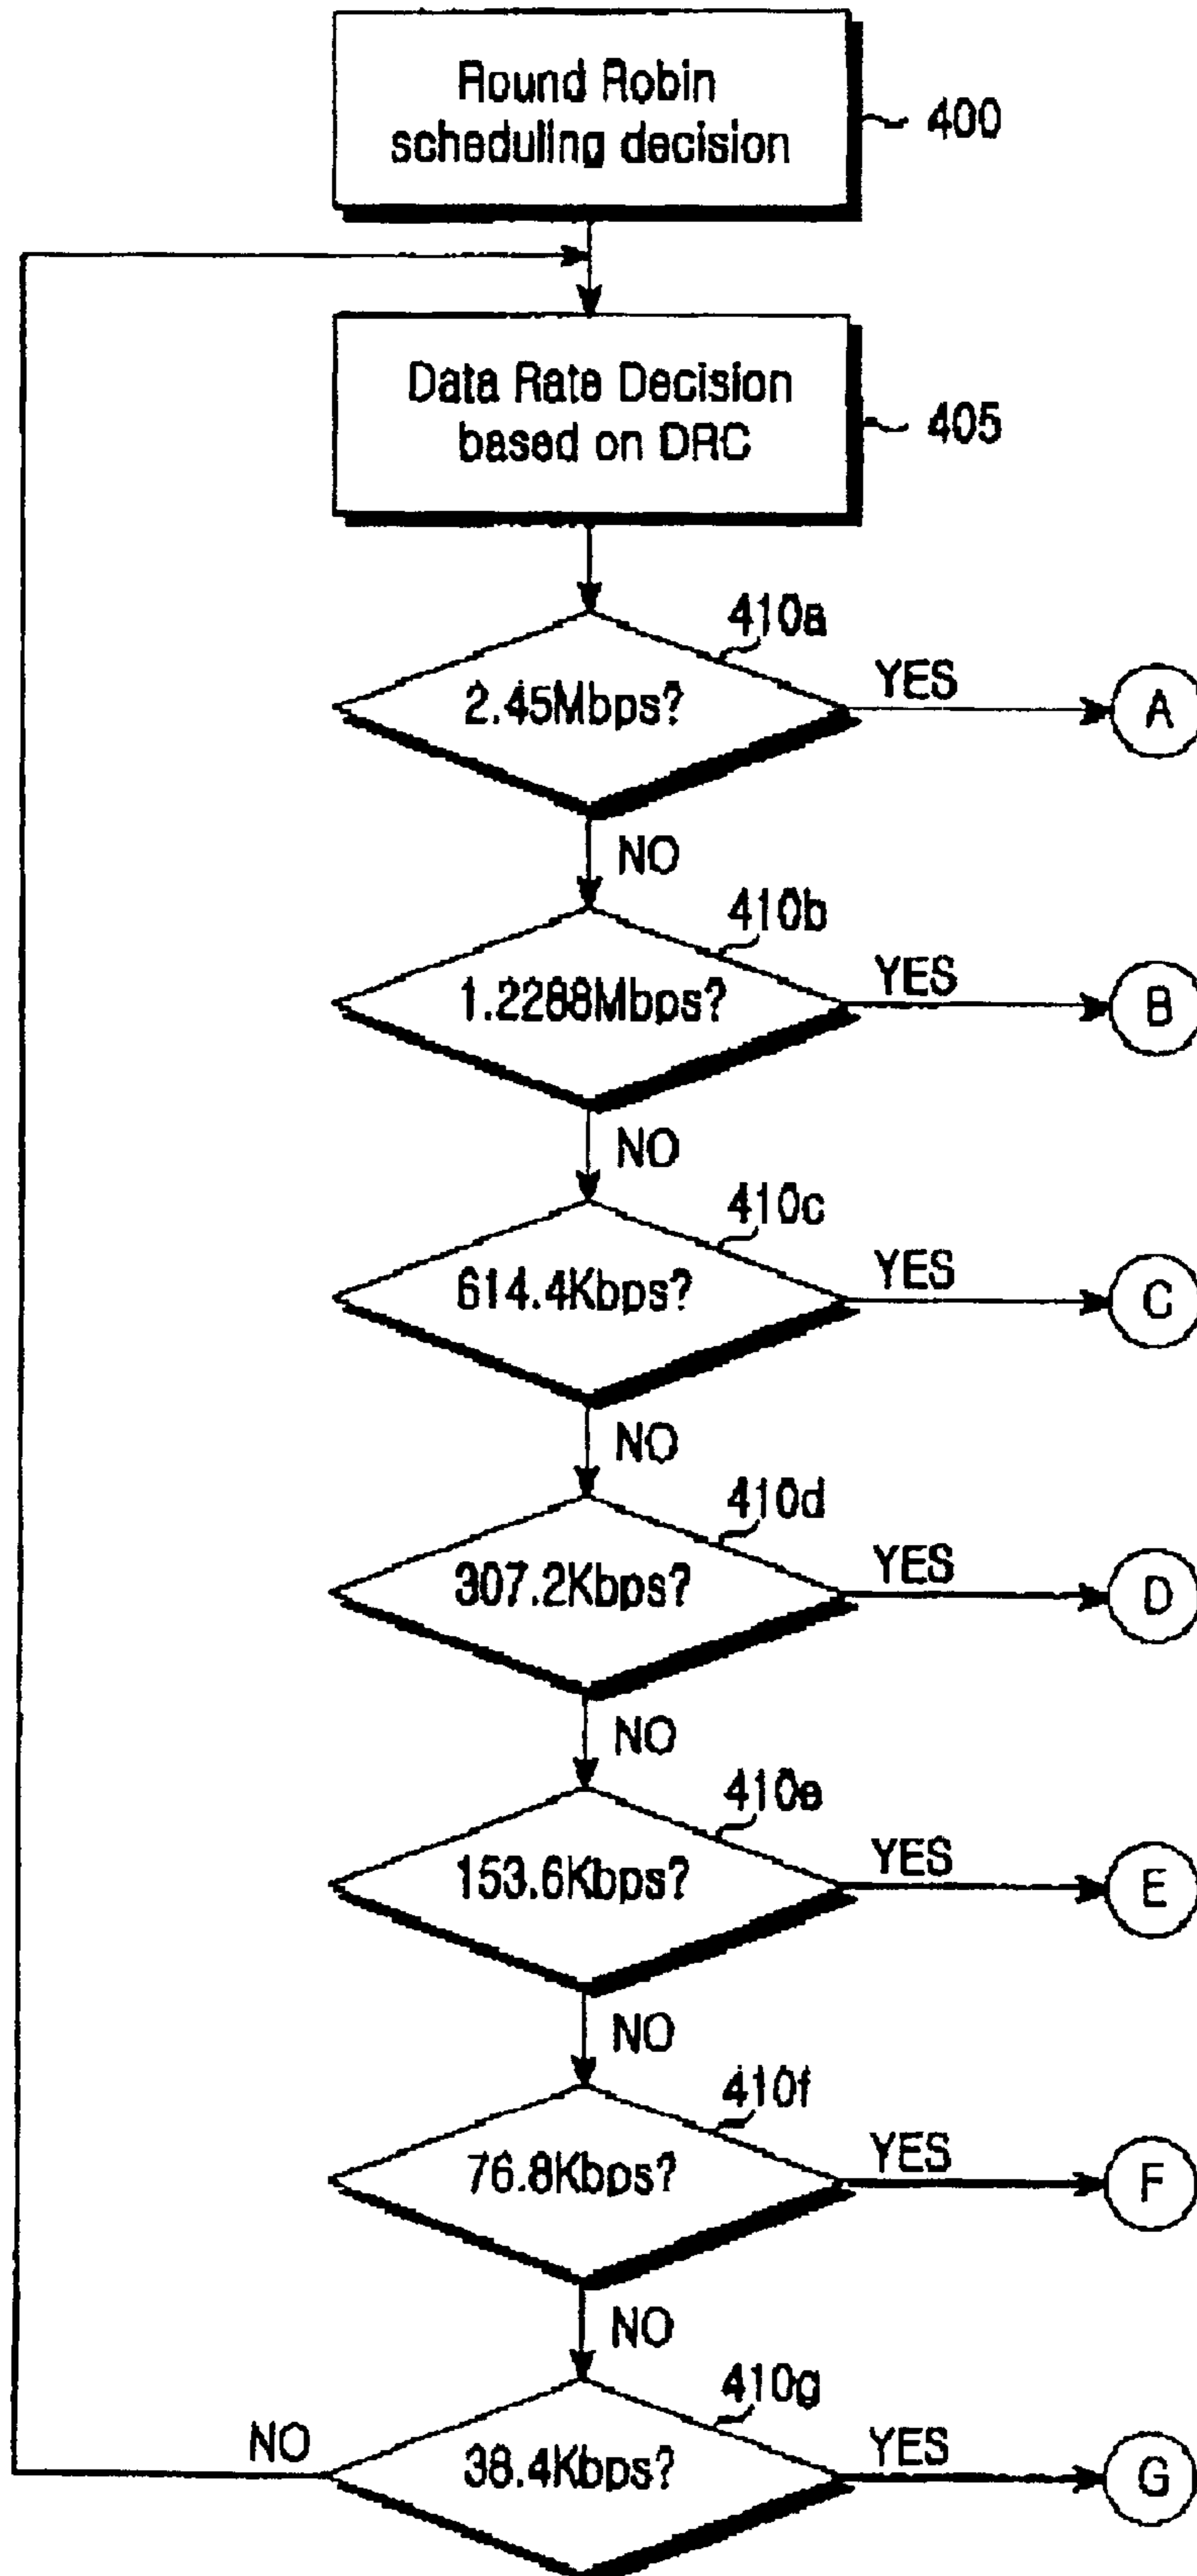 Round Robin
scheduling decision
400
Data Rate Decision
based on DRC
405
410a
2.45Mbps?
YES
A
NO
410b
1.2288Mbps?
YES
B
NO
410c
614.4Kbps?
YES
C
NO
410d
307.2Kbps?
YES
D
NO
410e
153.6Kbps?
YES
E
NO
410f
76.8Kbps?
YES
F
NO
410g
NO
38.4Kbps?
YES
G